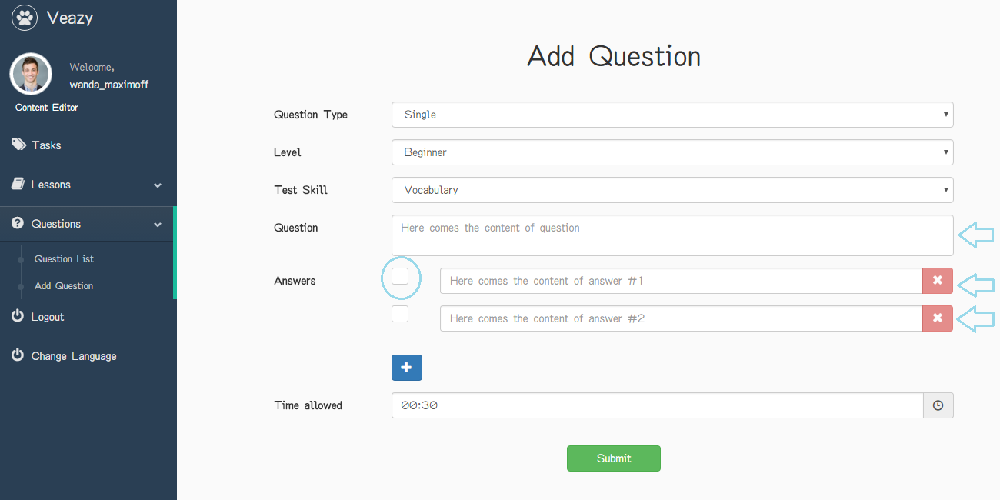 Veazy
Welcome,
wanda_maximoff
Content Editor
Tasks
Lessons
Questions
Question List
Add Question
Logout
Change Language
Add Question
Question Type Single
Level Beginner
Test Skill Vocabulary
Question Here comes the content of question
Answers Here comes the content of answer #1
Here comes the content of answer #2
Time allowed 00:30
Submit